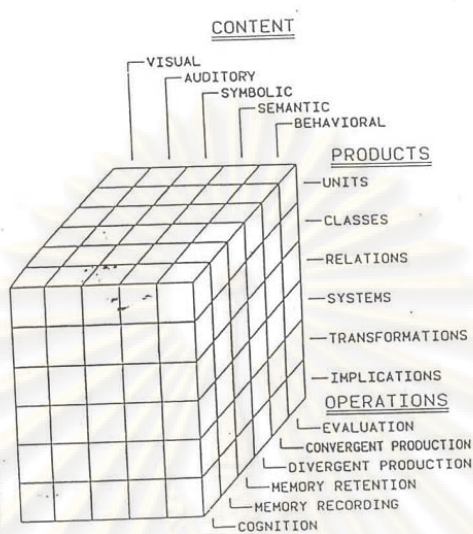 CONTENT
VISUAL
AUDITORY
SYMBOLIC
SEMANTIC
BEHAVIORAL
PRODUCTS
UNITS
CLASSES
RELATIONS
SYSTEMS
TRANSFORMATIONS
IMPLICATIONS
OPERATIONS
EVALUATION
CONVERGENT PRODUCTION
DIVERGENT PRODUCTION
MEMORY RETENTION
MEMORY RECORDING
COGNITION